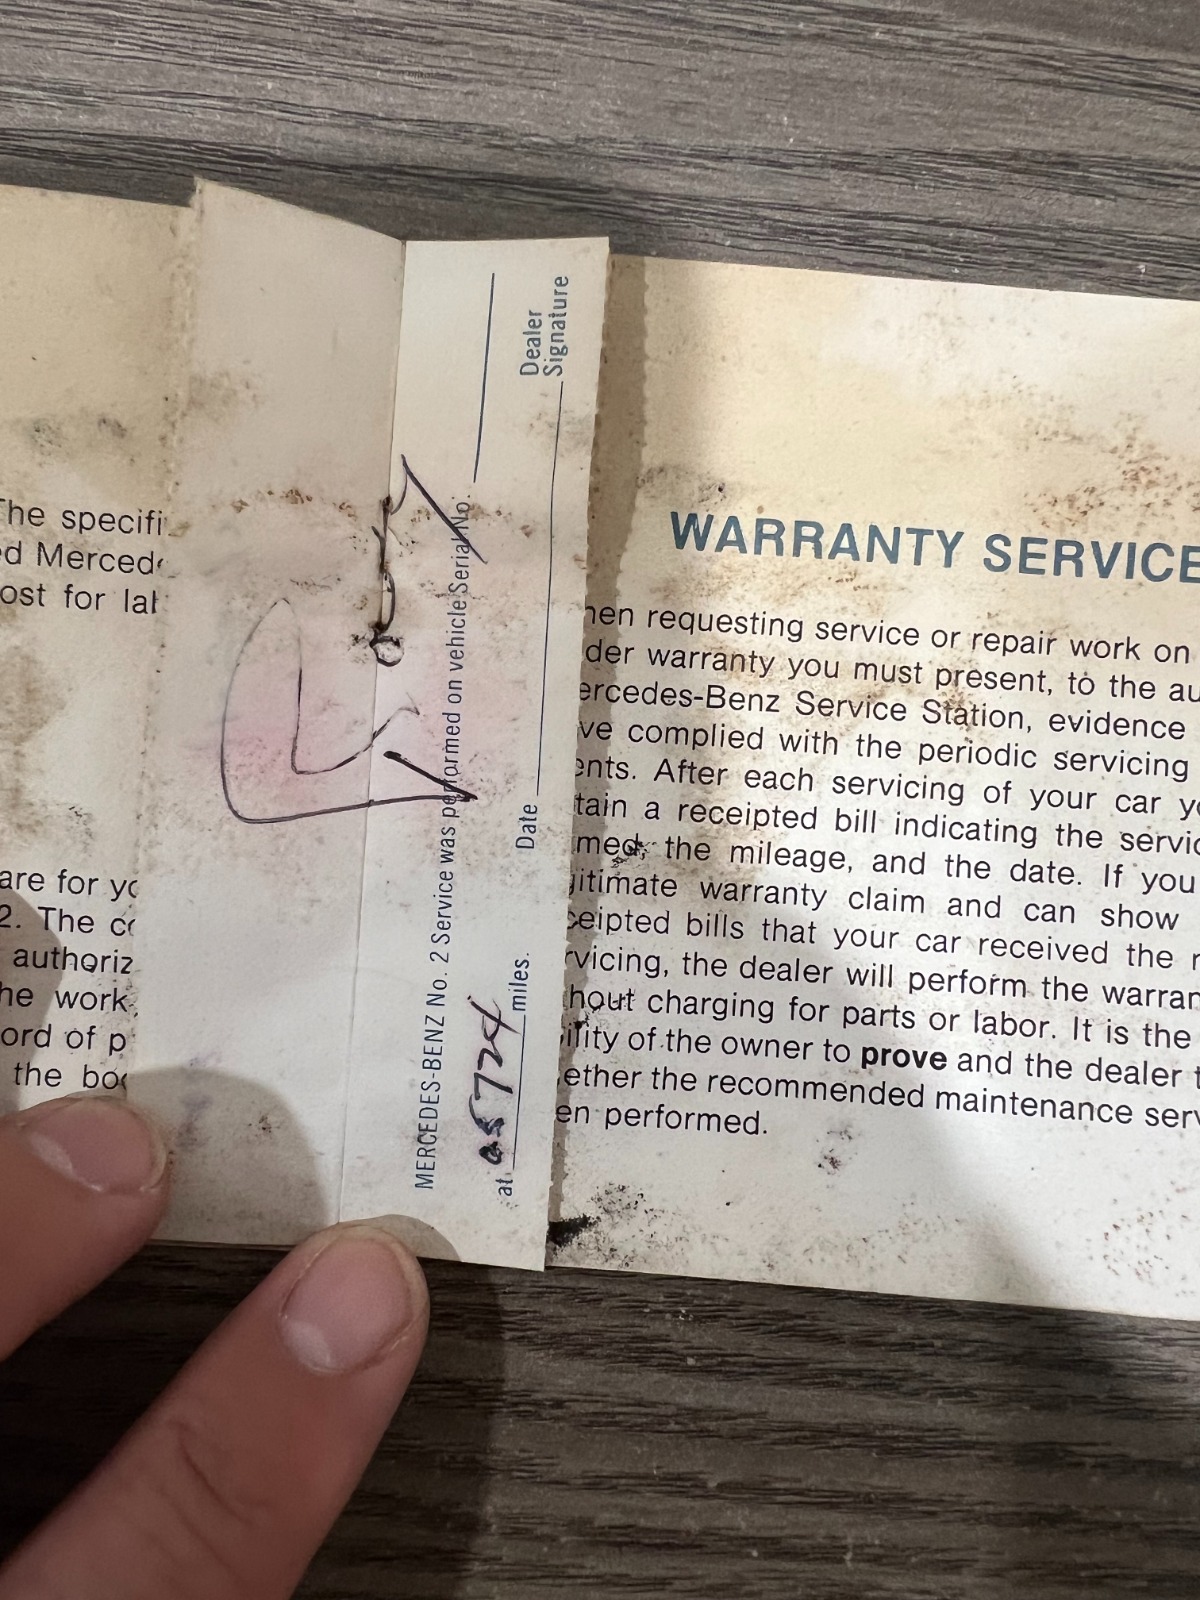 The specifi
ed Merced
ost for lab
are for yo
2. The co
authoriz
he work
ord of p
the boo
MERCEDES-BENZ No. 2 Service was performed on vehicle Serial No.
at 05724 miles. Date Dealer
Signature
WARRANTY SERVICE
hen requesting service or repair work on
der warranty you must present, to the au
ercedes-Benz Service Station, evidence
ve complied with the periodic servicing
ents. After each servicing of your car yo
tain a receipted bill indicating the servic
med, the mileage, and the date. If you
gitimate warranty claim and can show
ceipted bills that your car received the r
rvicing, the dealer will perform the warran
hout charging for parts or labor. It is the
ility of the owner to prove and the dealer t
ether the recommended maintenance serv
en performed.